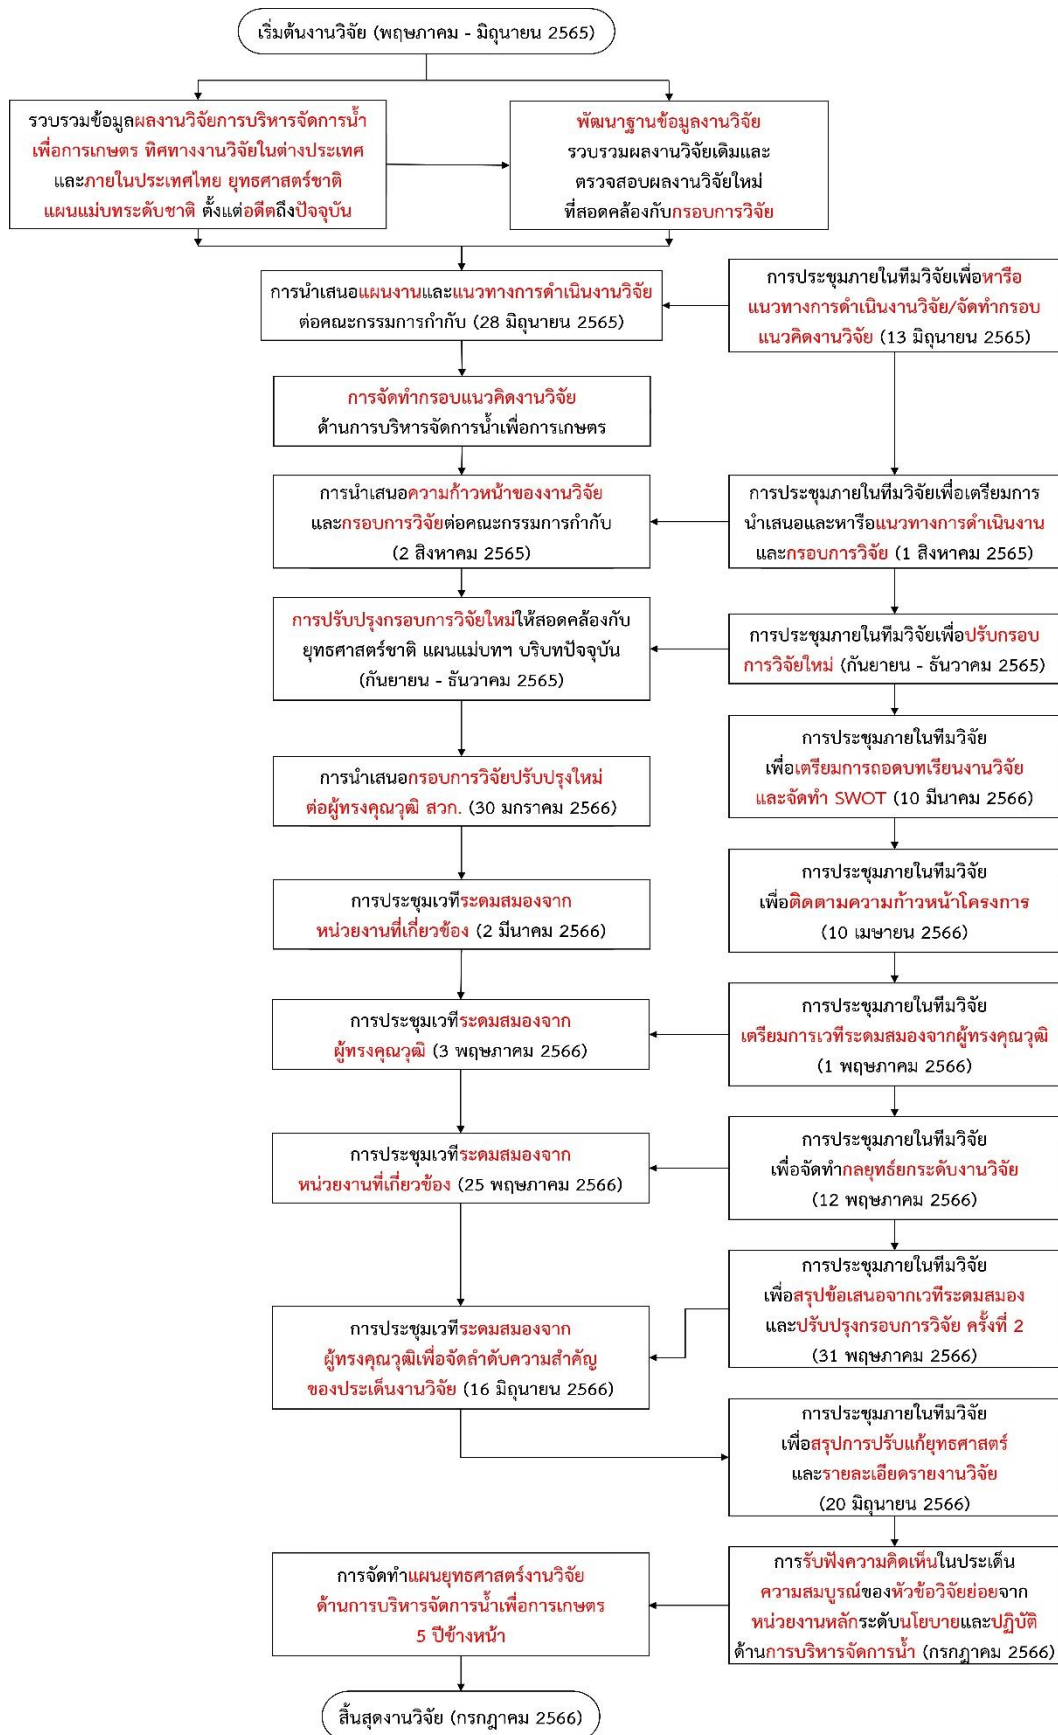 เริ่มต้นงานวิจัย (พฤษภาคม - มิถุนายน 2565)
รวบรวมข้อมูลผลงานวิจัยการบริหารจัดการน้ำ
เพื่อการเกษตร ทิศทางงานวิจัยในต่างประเทศ
และภายในประเทศไทย ยุทธศาสตร์ชาติ
แผนแม่บทระดับชาติ ตั้งแต่อดีตถึงปัจจุบัน
พัฒนาฐานข้อมูลงานวิจัย
รวบรวมผลงานวิจัยเดิมและ
ตรวจสอบผลงานวิจัยใหม่
ที่สอดคล้องกับกรอบการวิจัย
การนำเสนอแผนงานและแนวทางการดำเนินงานวิจัย
ต่อคณะกรรมการกำกับ (28 มิถุนายน 2565)
การประชุมภายในทีมวิจัยเพื่อหารือ
แนวทางการดำเนินงานวิจัย/จัดทำกรอบ
แนวคิดงานวิจัย (13 มิถุนายน 2565)
การจัดทำกรอบแนวคิดงานวิจัย
ด้านการบริหารจัดการน้ำเพื่อการเกษตร
การนำเสนอความก้าวหน้าของงานวิจัย
และกรอบการวิจัยต่อคณะกรรมการกำกับ
(2 สิงหาคม 2565)
การประชุมภายในทีมวิจัยเพื่อเตรียมการ
นำเสนอและหารือแนวทางการดำเนินงาน
และกรอบการวิจัย (1 สิงหาคม 2565)
การปรับปรุงกรอบการวิจัยใหม่ให้สอดคล้องกับ
ยุทธศาสตร์ชาติ แผนแม่บทฯ บริบทปัจจุบัน
(กันยายน - ธันวาคม 2565)
การประชุมภายในทีมวิจัยเพื่อปรับกรอบ
การวิจัยใหม่ (กันยายน - ธันวาคม 2565)
การนำเสนอกรอบการวิจัยปรับปรุงใหม่
ต่อผู้ทรงคุณวุฒิ สวก. (30 มกราคม 2566)
การประชุมภายในทีมวิจัย
เพื่อเตรียมการถอดบทเรียนงานวิจัย
และจัดทำ SWOT (10 มีนาคม 2566)
การประชุมเวทีระดมสมองจาก
หน่วยงานที่เกี่ยวข้อง (2 มีนาคม 2566)
การประชุมภายในทีมวิจัย
เพื่อติดตามความก้าวหน้าโครงการ
(10 เมษายน 2566)
การประชุมเวทีระดมสมองจาก
ผู้ทรงคุณวุฒิ (3 พฤษภาคม 2566)
การประชุมภายในทีมวิจัย
เตรียมการเวทีระดมสมองจากผู้ทรงคุณวุฒิ
(1 พฤษภาคม 2566)
การประชุมเวทีระดมสมองจาก
หน่วยงานที่เกี่ยวข้อง (25 พฤษภาคม 2566)
การประชุมภายในทีมวิจัย
เพื่อจัดทำกลยุทธ์ยกระดับงานวิจัย
(12 พฤษภาคม 2566)
การประชุมภายในทีมวิจัย
เพื่อสรุปข้อเสนอจากเวทีระดมสมอง
และปรับปรุงกรอบการวิจัย ครั้งที่ 2
(31 พฤษภาคม 2566)
การประชุมเวทีระดมสมองจาก
ผู้ทรงคุณวุฒิเพื่อจัดลำดับความสำคัญ
ของประเด็นงานวิจัย (16 มิถุนายน 2566)
การประชุมภายในทีมวิจัย
เพื่อสรุปการปรับแก้ยุทธศาสตร์
และรายละเอียดรายงานวิจัย
(20 มิถุนายน 2566)
การรับฟังความคิดเห็นในประเด็น
ความสมบูรณ์ของหัวข้อวิจัยย่อยจาก
หน่วยงานหลักระดับนโยบายและปฏิบัติ
ด้านการบริหารจัดการน้ำ (กรกฎาคม 2566)
การจัดทำแผนยุทธศาสตร์งานวิจัย
ด้านการบริหารจัดการน้ำเพื่อการเกษตร
5 ปีข้างหน้า
สิ้นสุดงานวิจัย (กรกฎาคม 2566)